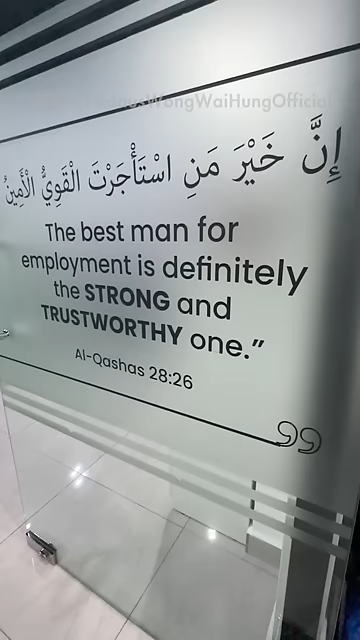 WongWaiHungOfficial
إِنَّ خَيْرَ مَنِ اسْتَأْجَرْتَ الْقَوِيُّ الْأَمِينُ
The best man for
employment is definitely
the STRONG and
TRUSTWORTHY one.”
Al-Qashas 28:26